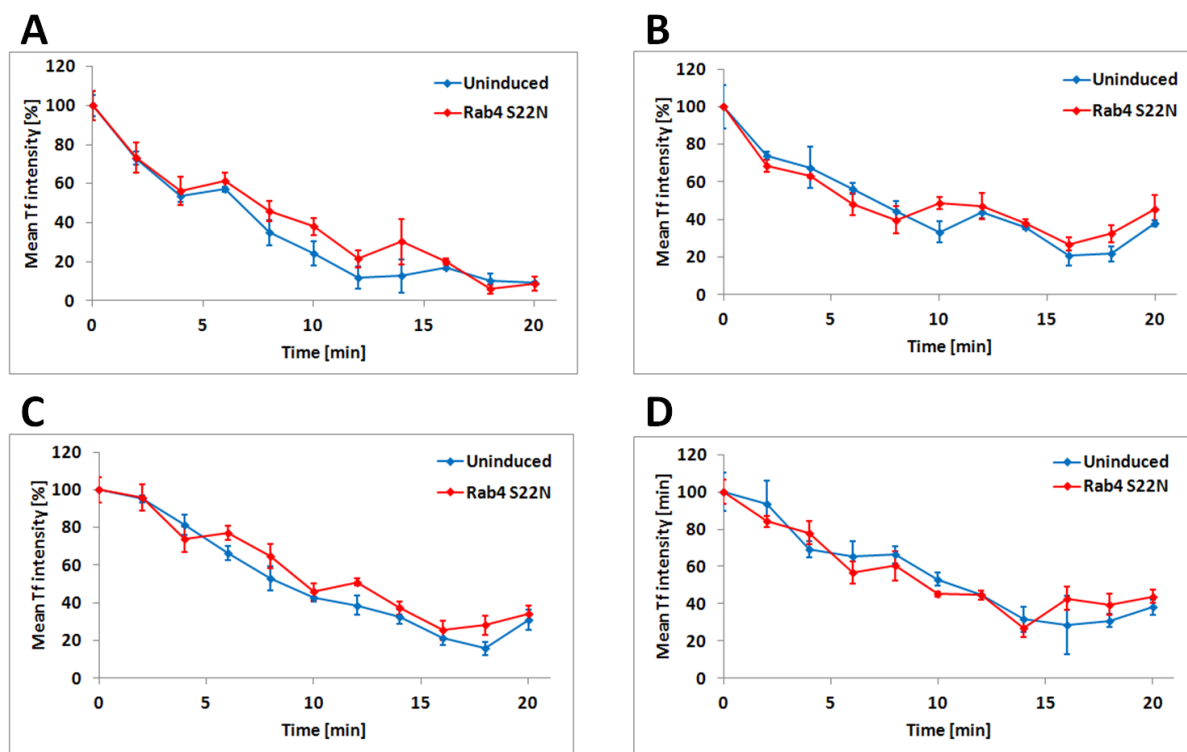 A
Mean Tf intensity [%]
120
100
80
60
40
20
0
0 5 10 15 20
Time [min]
Uninduced
Rab4 S22N
B
Mean Tf intensity [%]
120
100
80
60
40
20
0
0 5 10 15 20
Time [min]
Uninduced
Rab4 S22N
C
Mean Tf intensity [%]
120
100
80
60
40
20
0
0 5 10 15 20
Time [min]
Uninduced
Rab4 S22N
D
Mean Tf intensity [min]
120
100
80
60
40
20
0
0 5 10 15 20
Time [min]
Uninduced
Rab4 S22N